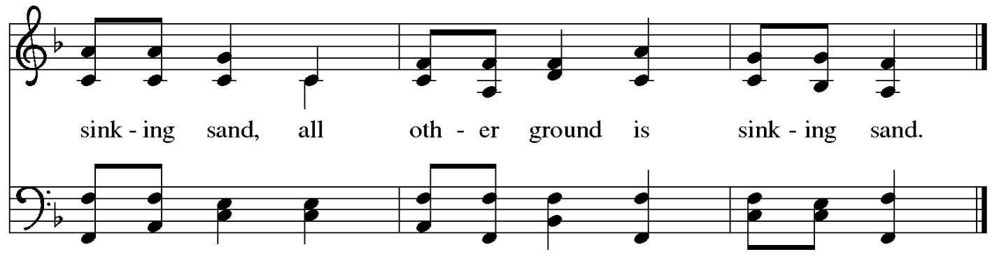 sink - ing sand, all oth - er ground is sink - ing sand.